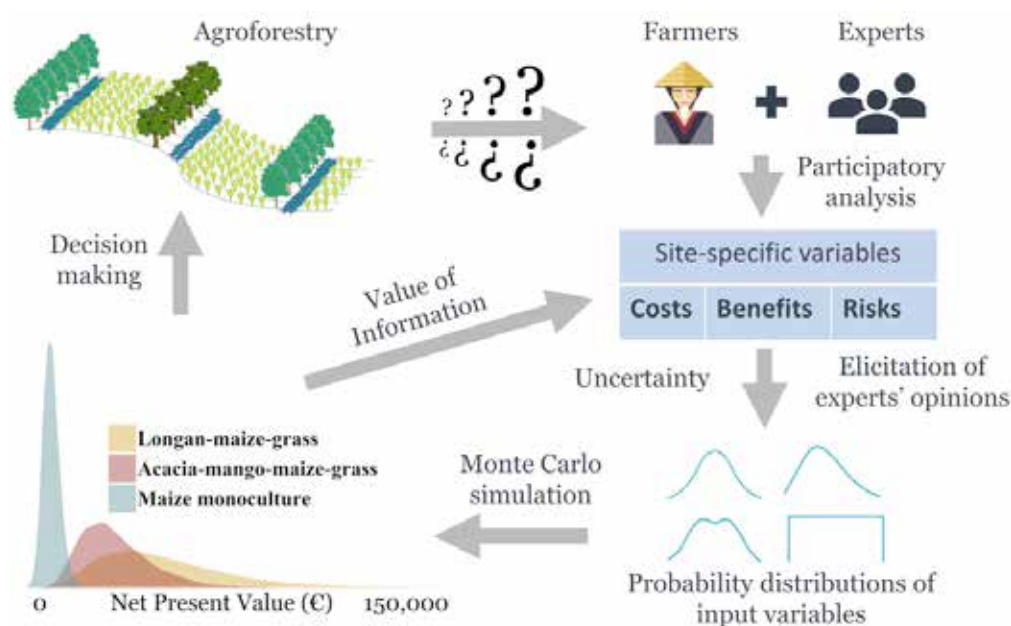 Agroforestry
Farmers
Experts
? ? ? ?
¿ ¿ ¿ ¿
+
Participatory
analysis
Decision
making
Value of
Information
Site-specific variables
Costs
Benefits
Risks
Uncertainty
Elicitation of
experts' opinions
Longan-maize-grass
Acacia-mango-maize-grass
Maize monoculture
Monte Carlo
simulation
0
Net Present Value (€)
150,000
Probability distributions of
input variables